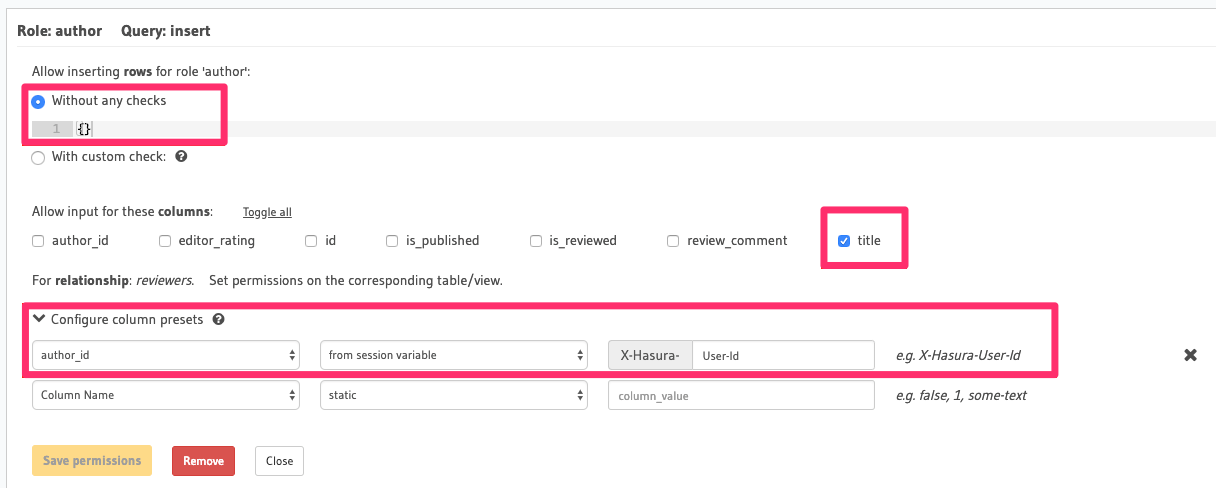 Role: author Query: insert
Allow inserting rows for role 'author':
Without any checks
1 {}
With custom check: ?
Allow input for these columns: Toggle all
author_id editor_rating id is_published is_reviewed review_comment title
For relationship: reviewers. Set permissions on the corresponding table/view.
Configure column presets ?
author_id from session variable X-Hasura- User-Id e.g. X-Hasura-User-Id
Column Name static column_value e.g. false, 1, some-text
Save permissions Remove Close